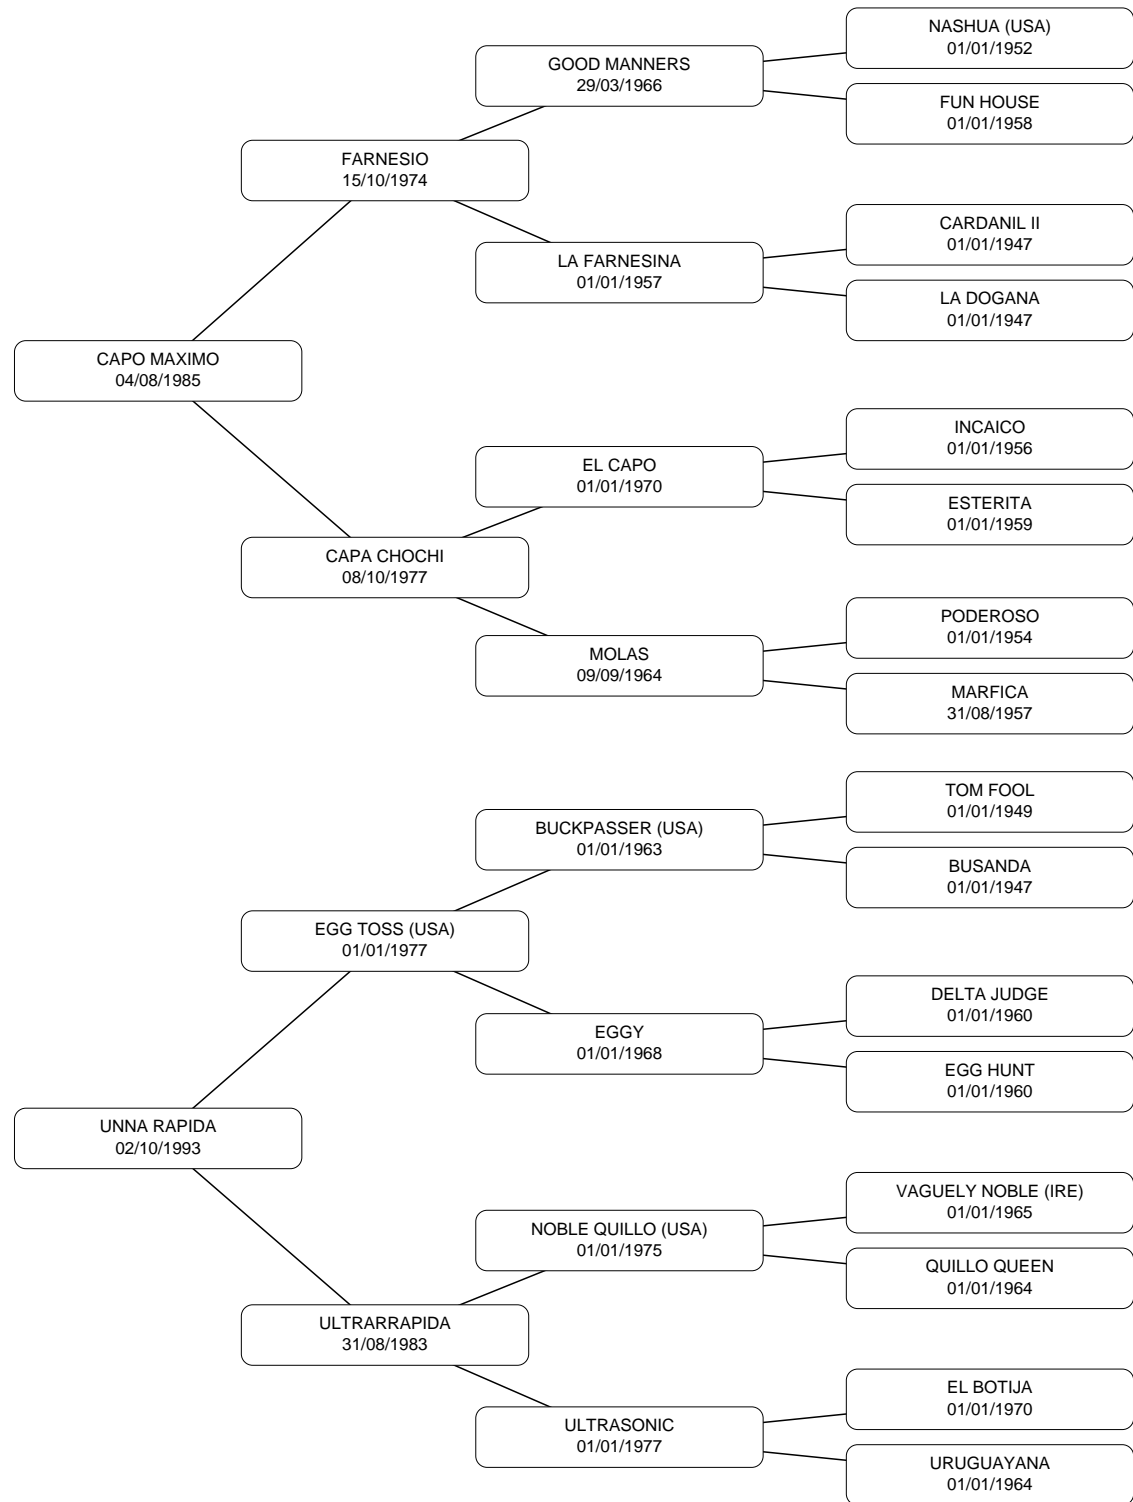 NASHUA (USA)
01/01/1952
GOOD MANNERS
29/03/1966
FUN HOUSE
01/01/1958
FARNESIO
15/10/1974
CARDANIL II
01/01/1947
LA FARNESINA
01/01/1957
LA DOGANA
01/01/1947
CAPO MAXIMO
04/08/1985
INCAICO
01/01/1956
EL CAPO
01/01/1970
ESTERITA
01/01/1959
CAPA CHOCHI
08/10/1977
PODEROSO
01/01/1954
MOLAS
09/09/1964
MARFICA
31/08/1957
TOM FOOL
01/01/1949
BUCKPASSER (USA)
01/01/1963
BUSANDA
01/01/1947
EGG TOSS (USA)
01/01/1977
DELTA JUDGE
01/01/1960
EGGY
01/01/1968
EGG HUNT
01/01/1960
UNNA RAPIDA
02/10/1993
VAGUELY NOBLE (IRE)
01/01/1965
NOBLE QUILLO (USA)
01/01/1975
QUILLO QUEEN
01/01/1964
ULTRARRAPIDA
31/08/1983
EL BOTIJA
01/01/1970
ULTRASONIC
01/01/1977
URUGUAYANA
01/01/1964